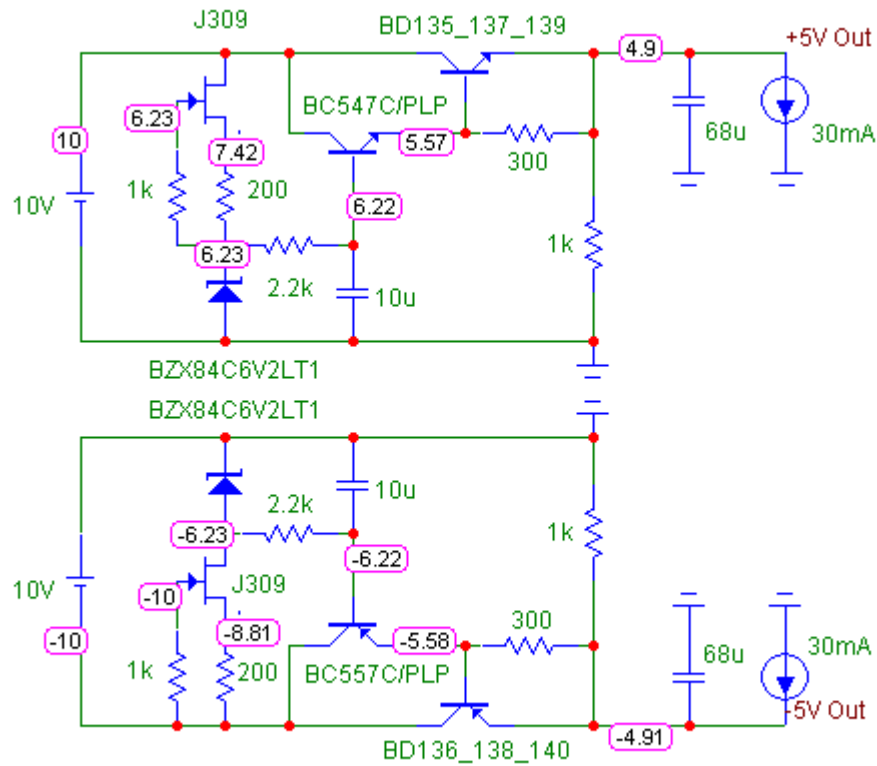 J309
BD135_137_139
4.9
+5V Out
6.23
BC547C/PLP
10
7.42
5.57
68u
30mA
1k
200
300
10V
6.22
6.23
1k
2.2k
10u
BZX84C6V2LT1
BZX84C6V2LT1
10u
2.2k
-6.23
1k
-6.22
10V
J309
-10
-10
-8.81
-5.58
300
68u
30mA
1k
200
BC557C/PLP
-5V Out
-4.91
BD136_138_140